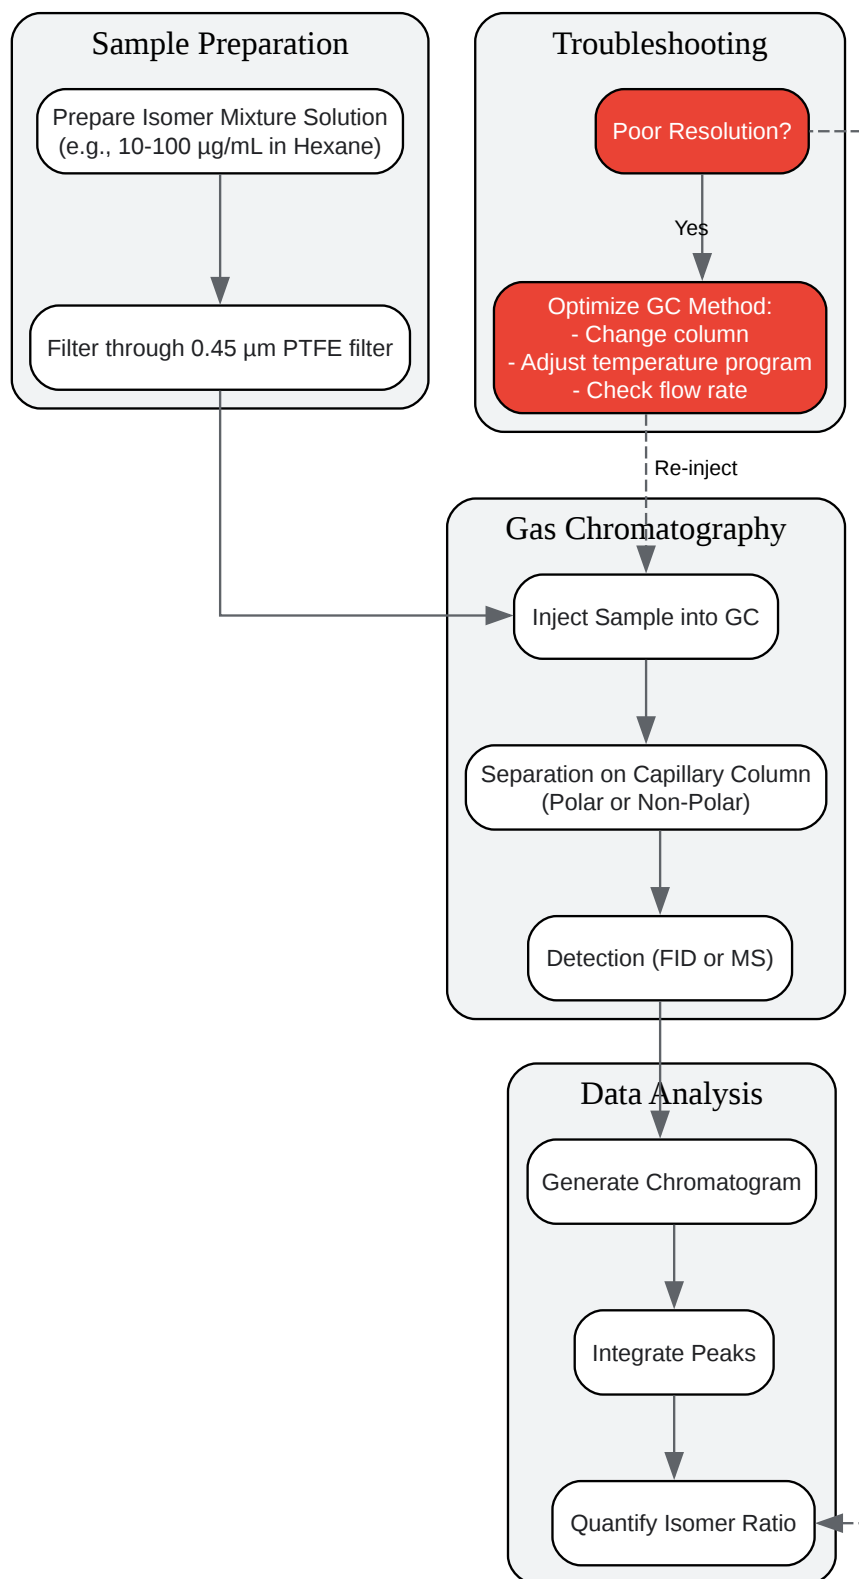 Sample Preparation
Prepare Isomer Mixture Solution
(e.g., 10-100 µg/mL in Hexane)
Filter through 0.45 µm PTFE filter
Troubleshooting
Poor Resolution?
Yes
Optimize GC Method:
- Change column
- Adjust temperature program
- Check flow rate
Re-inject
Gas Chromatography
Inject Sample into GC
Separation on Capillary Column
(Polar or Non-Polar)
Detection (FID or MS)
Data Analysis
Generate Chromatogram
Integrate Peaks
Quantify Isomer Ratio